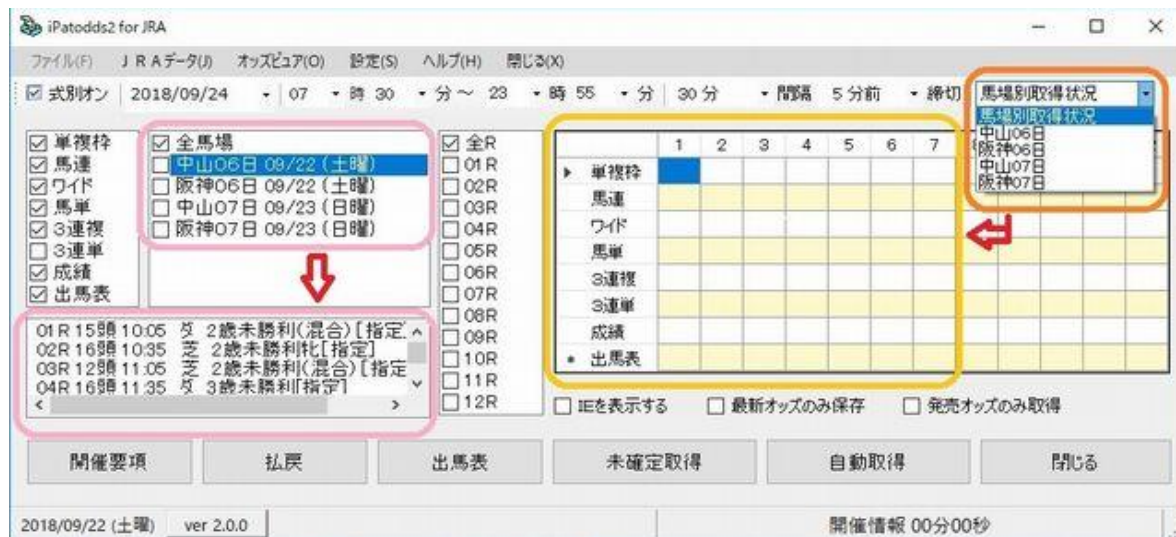 iPatodds2 for JRA
ファイル(F) JRAデータ(J) オッズピュア(O) 設定(S) ヘルプ(H) 閉じる(X)
式別オン 2018/09/24 07 時 30 分～ 23 時 55 分 30分 間隔 5分前 締切 馬場別取得状況
馬場別取得状況
中山06日
阪神06日
中山07日
阪神07日
単複枠
馬連
ワイド
馬単
3連複
3連単
成績
出馬表
全馬場
中山06日 09/22 (土曜)
阪神06日 09/22 (土曜)
中山07日 09/23 (日曜)
阪神07日 09/23 (日曜)
01R 15頭 10:05 ダ 2歳未勝利(混合)[指定
02R 16頭 10:35 芝 2歳未勝利牝[指定]
03R 12頭 11:05 芝 2歳未勝利(混合)[指定
04R 16頭 11:35 ダ 3歳未勝利[指定]
全R
01R
02R
03R
04R
05R
06R
07R
08R
09R
10R
11R
12R
1 2 3 4 5 6 7
単複枠
馬連
ワイド
馬単
3連複
3連単
成績
出馬表
IEを表示する 最新オッズのみ保存 発売オッズのみ取得
開催要項 払戻 出馬表 未確定取得 自動取得 閉じる
2018/09/22 (土曜) ver 2.0.0 開催情報 00分00秒